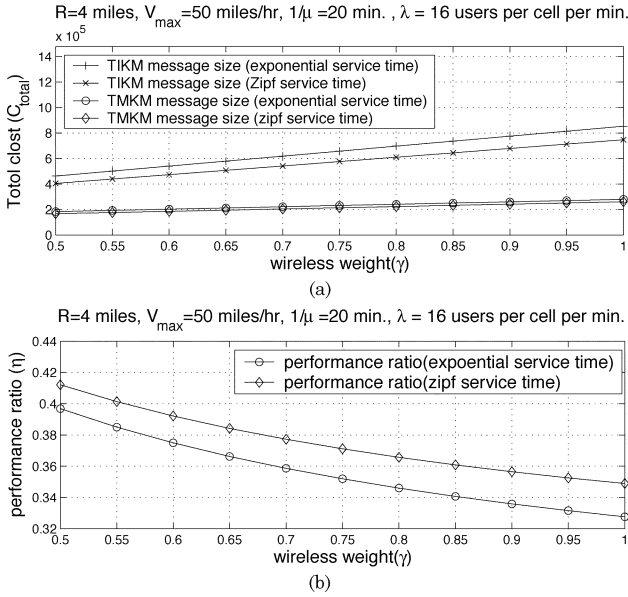 R=4 miles, Vmax=50 miles/hr, 1/μ =20 min. , λ = 16 users per cell per min.
x 10^5
TIKM message size (exponential service time)
TIKM message size (Zipf service time)
TMKM message size (exponential service time)
TMKM message size (zipf service time)
Totol clost (Ctotal)
14
12
10
8
6
4
2
0
0.5 0.55 0.6 0.65 0.7 0.75 0.8 0.85 0.9 0.95 1
wireless weight(γ)
(a)
R=4 miles, Vmax=50 miles/hr, 1/μ =20 min., λ = 16 users per cell per min.
performance ratio(expoential service time)
performance ratio(zipf service time)
performance ratio (η)
0.44
0.42
0.4
0.38
0.36
0.34
0.32
0.5 0.55 0.6 0.65 0.7 0.75 0.8 0.85 0.9 0.95 1
wireless weight(γ)
(b)